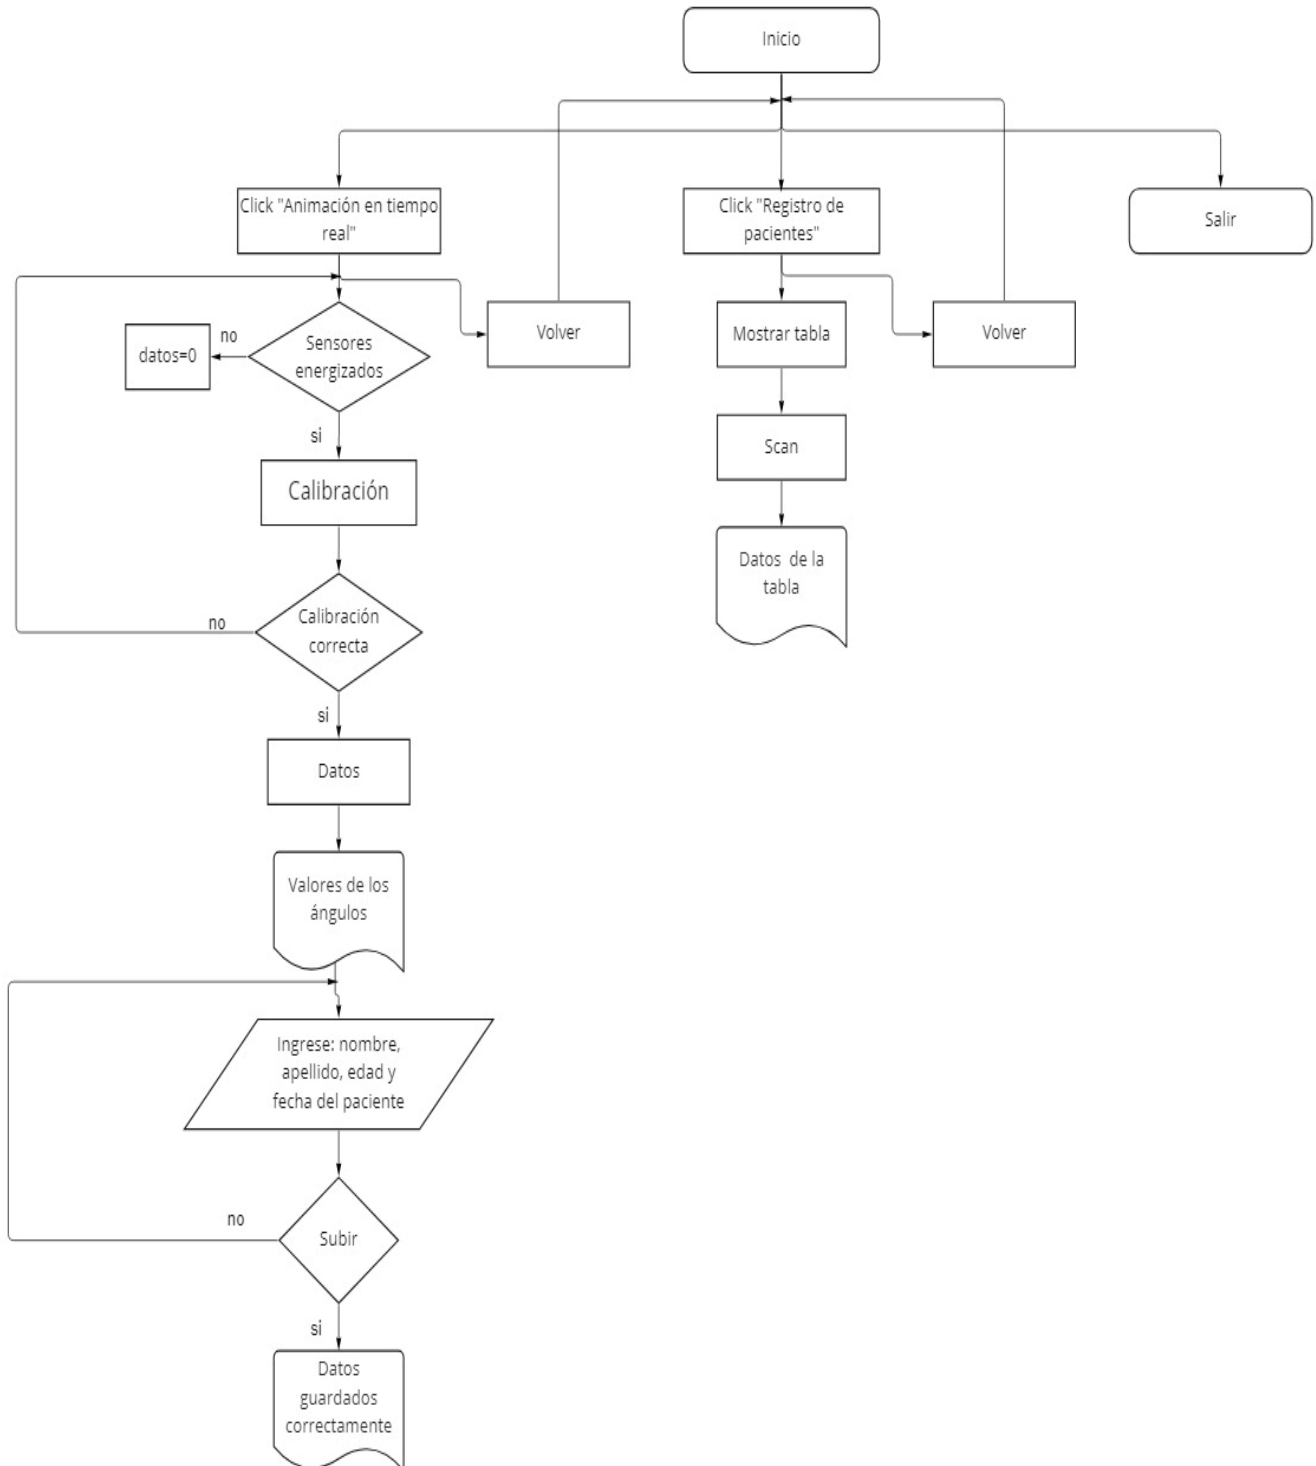 Inicio
Click "Animación en tiempo
real"
Click "Registro de
pacientes"
Salir
Sensores
energizados
no
datos=0
Volver
Mostrar tabla
Volver
si
Calibración
Scan
Calibración
correcta
no
Datos  de la
tabla
si
Datos
Valores de los
ángulos
Ingrese: nombre,
apellido, edad y
fecha del paciente
no
Subir
si
Datos
guardados
correctamente